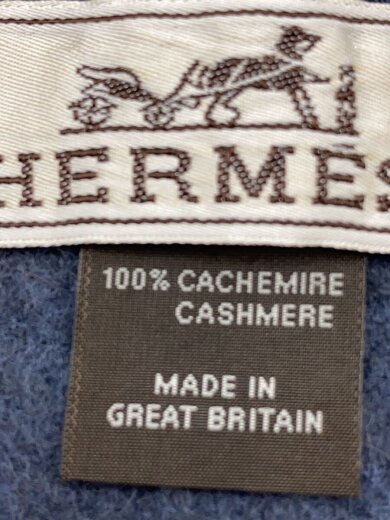 HERMÈS
100% CACHEMIRE
CASHMERE
MADE IN
GREAT BRITAIN